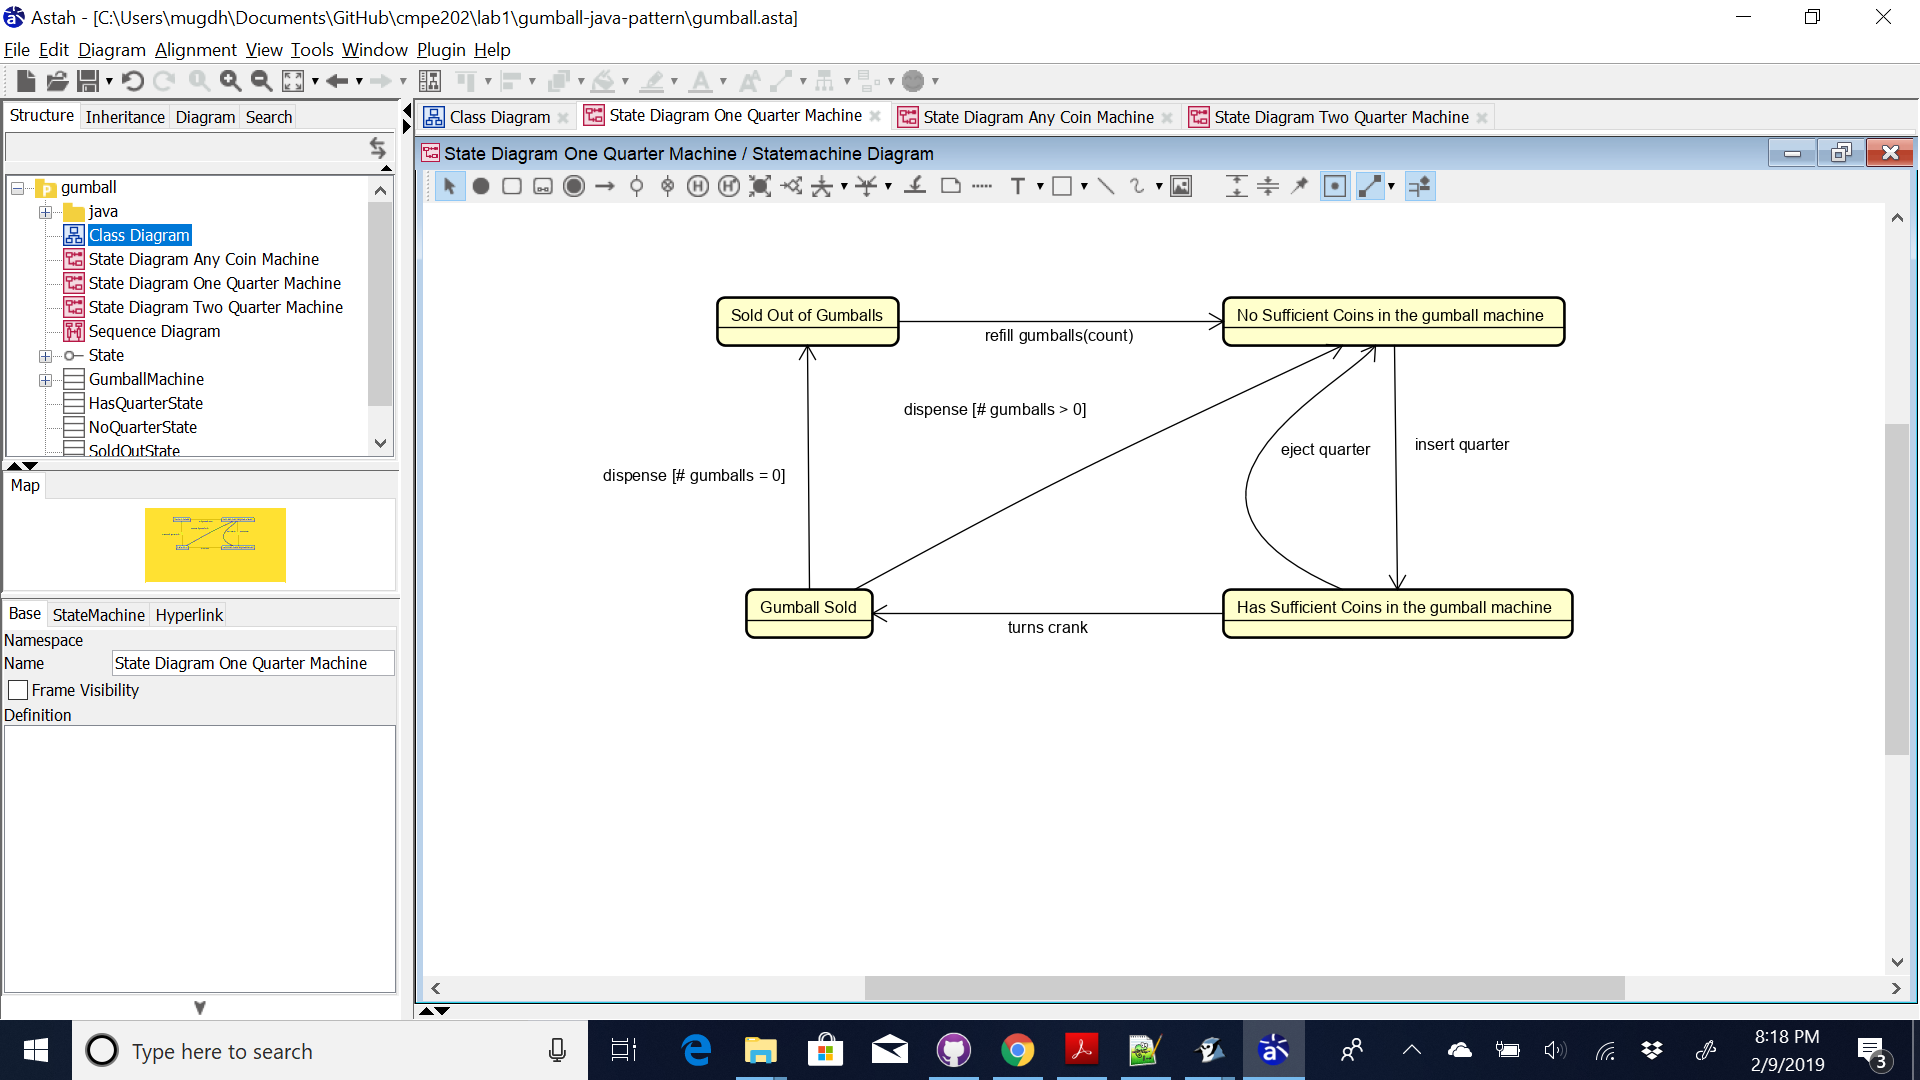 Astah - [C:\Users\mugdh\Documents\GitHub\cmpe202\lab1\gumball-java-pattern\gumball.asta]
File Edit Diagram Alignment View Tools Window Plugin Help
Structure Inheritance Diagram Search
gumball
java
Class Diagram
State Diagram Any Coin Machine
State Diagram One Quarter Machine
State Diagram Two Quarter Machine
Sequence Diagram
State
GumballMachine
HasQuarterState
NoQuarterState
SoldOutState
Map
Base StateMachine Hyperlink
Namespace
Name State Diagram One Quarter Machine
Frame Visibility
Definition
Class Diagram State Diagram One Quarter Machine State Diagram Any Coin Machine State Diagram Two Quarter Machine
State Diagram One Quarter Machine / Statemachine Diagram
Sold Out of Gumballs
No Sufficient Coins in the gumball machine
refill gumballs(count)
dispense [# gumballs > 0]
eject quarter
insert quarter
dispense [# gumballs = 0]
Gumball Sold
Has Sufficient Coins in the gumball machine
turns crank
Type here to search
8:18 PM
2/9/2019
3